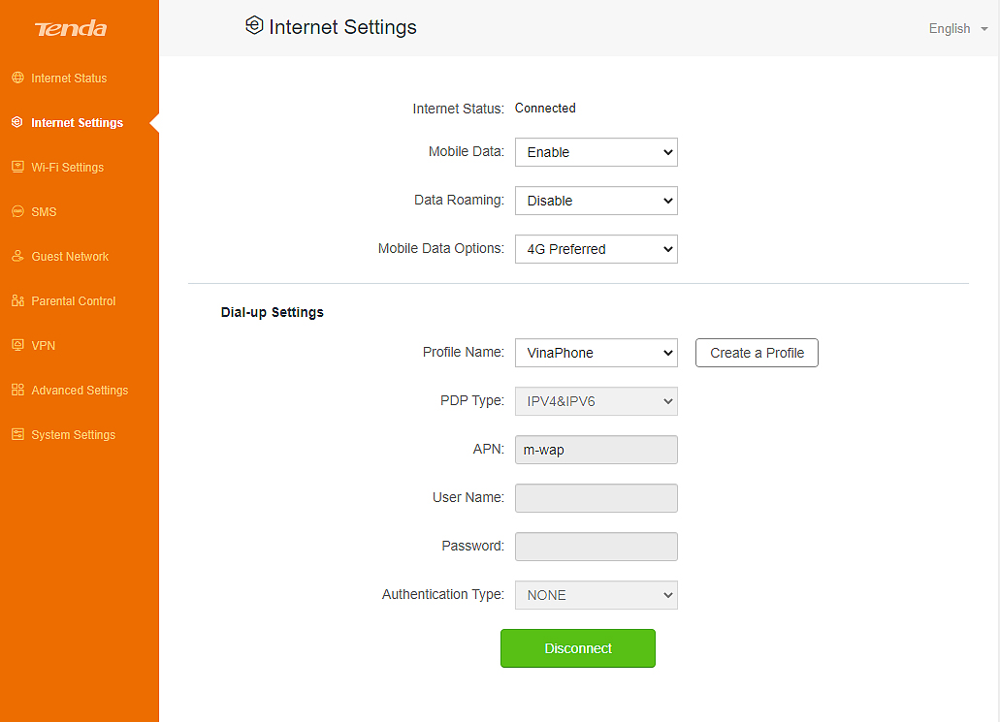 Tenda
Internet Settings
English
Internet Status
Internet Settings
Wi-Fi Settings
SMS
Guest Network
Parental Control
VPN
Advanced Settings
System Settings
Internet Status: Connected
Mobile Data: Enable
Data Roaming: Disable
Mobile Data Options: 4G Preferred
Dial-up Settings
Profile Name: VinaPhone Create a Profile
PDP Type: IPV4&IPV6
APN: m-wap
User Name:
Password:
Authentication Type: NONE
Disconnect